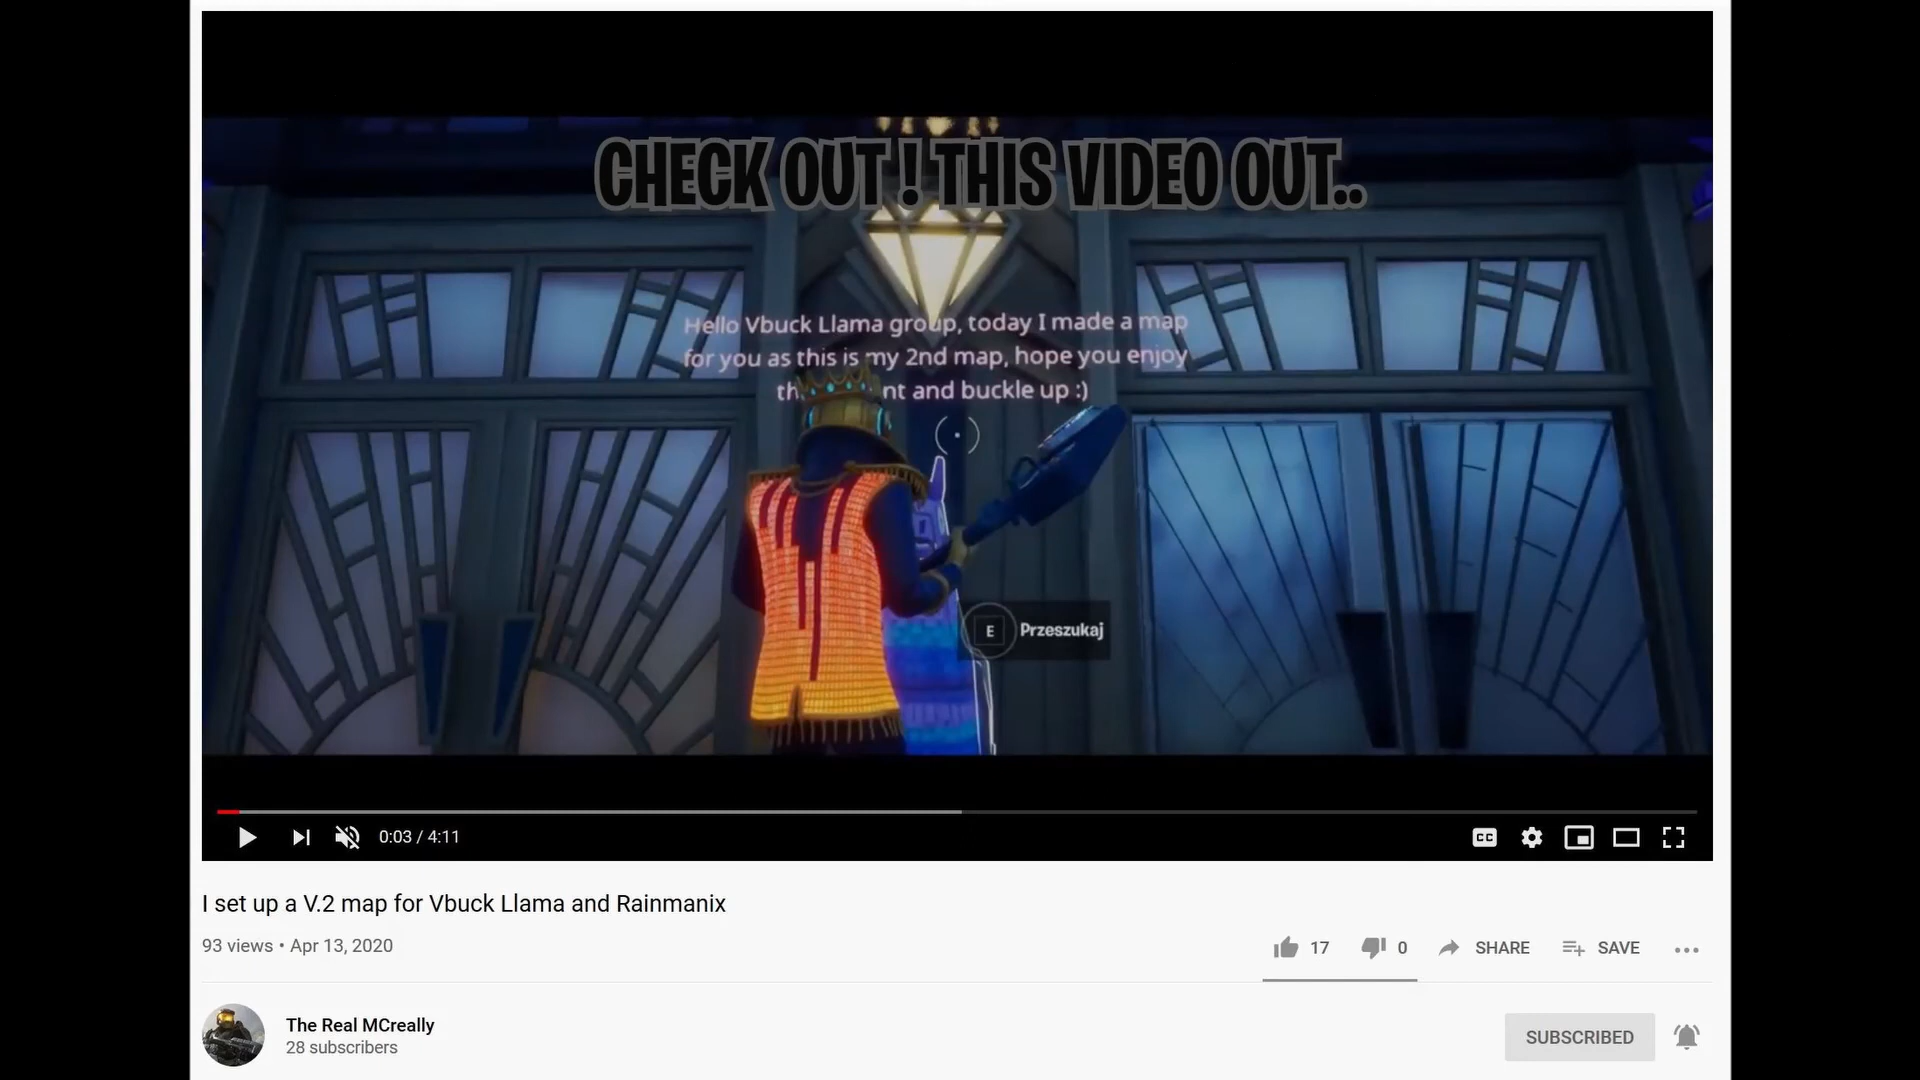 CHECK OUT ! THIS VIDEO OUT..
Hello Vbuck Llama group, today I made a map
for you as this is my 2nd map, hope you enjoy
and buckle up :)
E Przeszukaj
0:03 / 4:11
CC
I set up a V.2 map for Vbuck Llama and Rainmanix
93 views • Apr 13, 2020
17 0 SHARE SAVE
The Real MCreally
28 subscribers
SUBSCRIBED